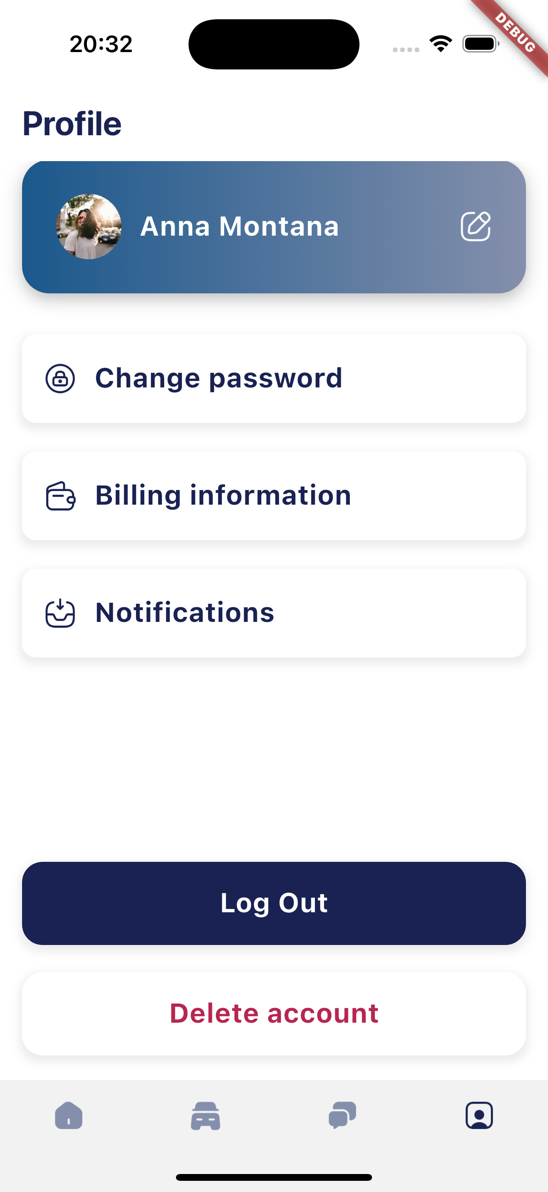 20:32
DEBUG
Profile
Anna Montana
Change password
Billing information
Notifications
Log Out
Delete account